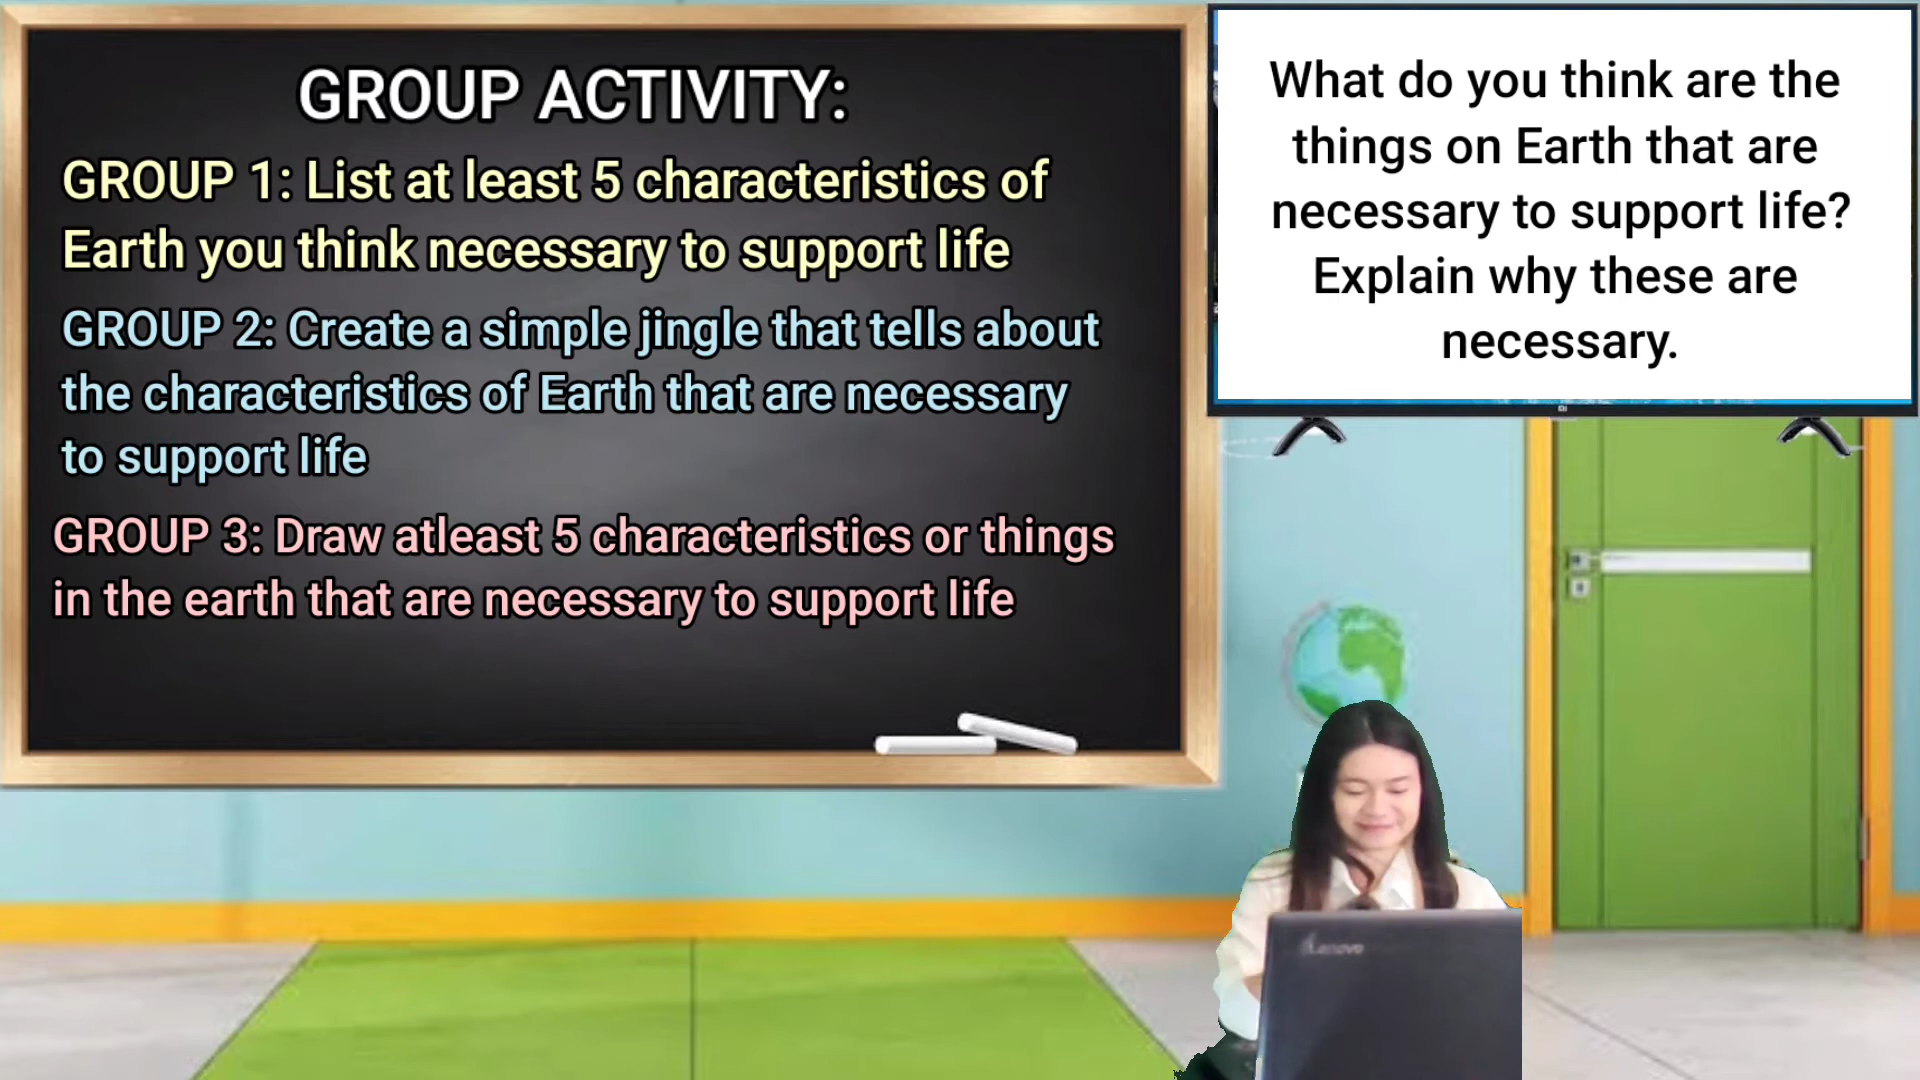 GROUP ACTIVITY:
GROUP 1: List at least 5 characteristics of
Earth you think necessary to support life
GROUP 2: Create a simple jingle that tells about
the characteristics of Earth that are necessary
to support life
GROUP 3: Draw atleast 5 characteristics or things
in the earth that are necessary to support life
What do you think are the
things on Earth that are
necessary to support life?
Explain why these are
necessary.
mi
Lenovo